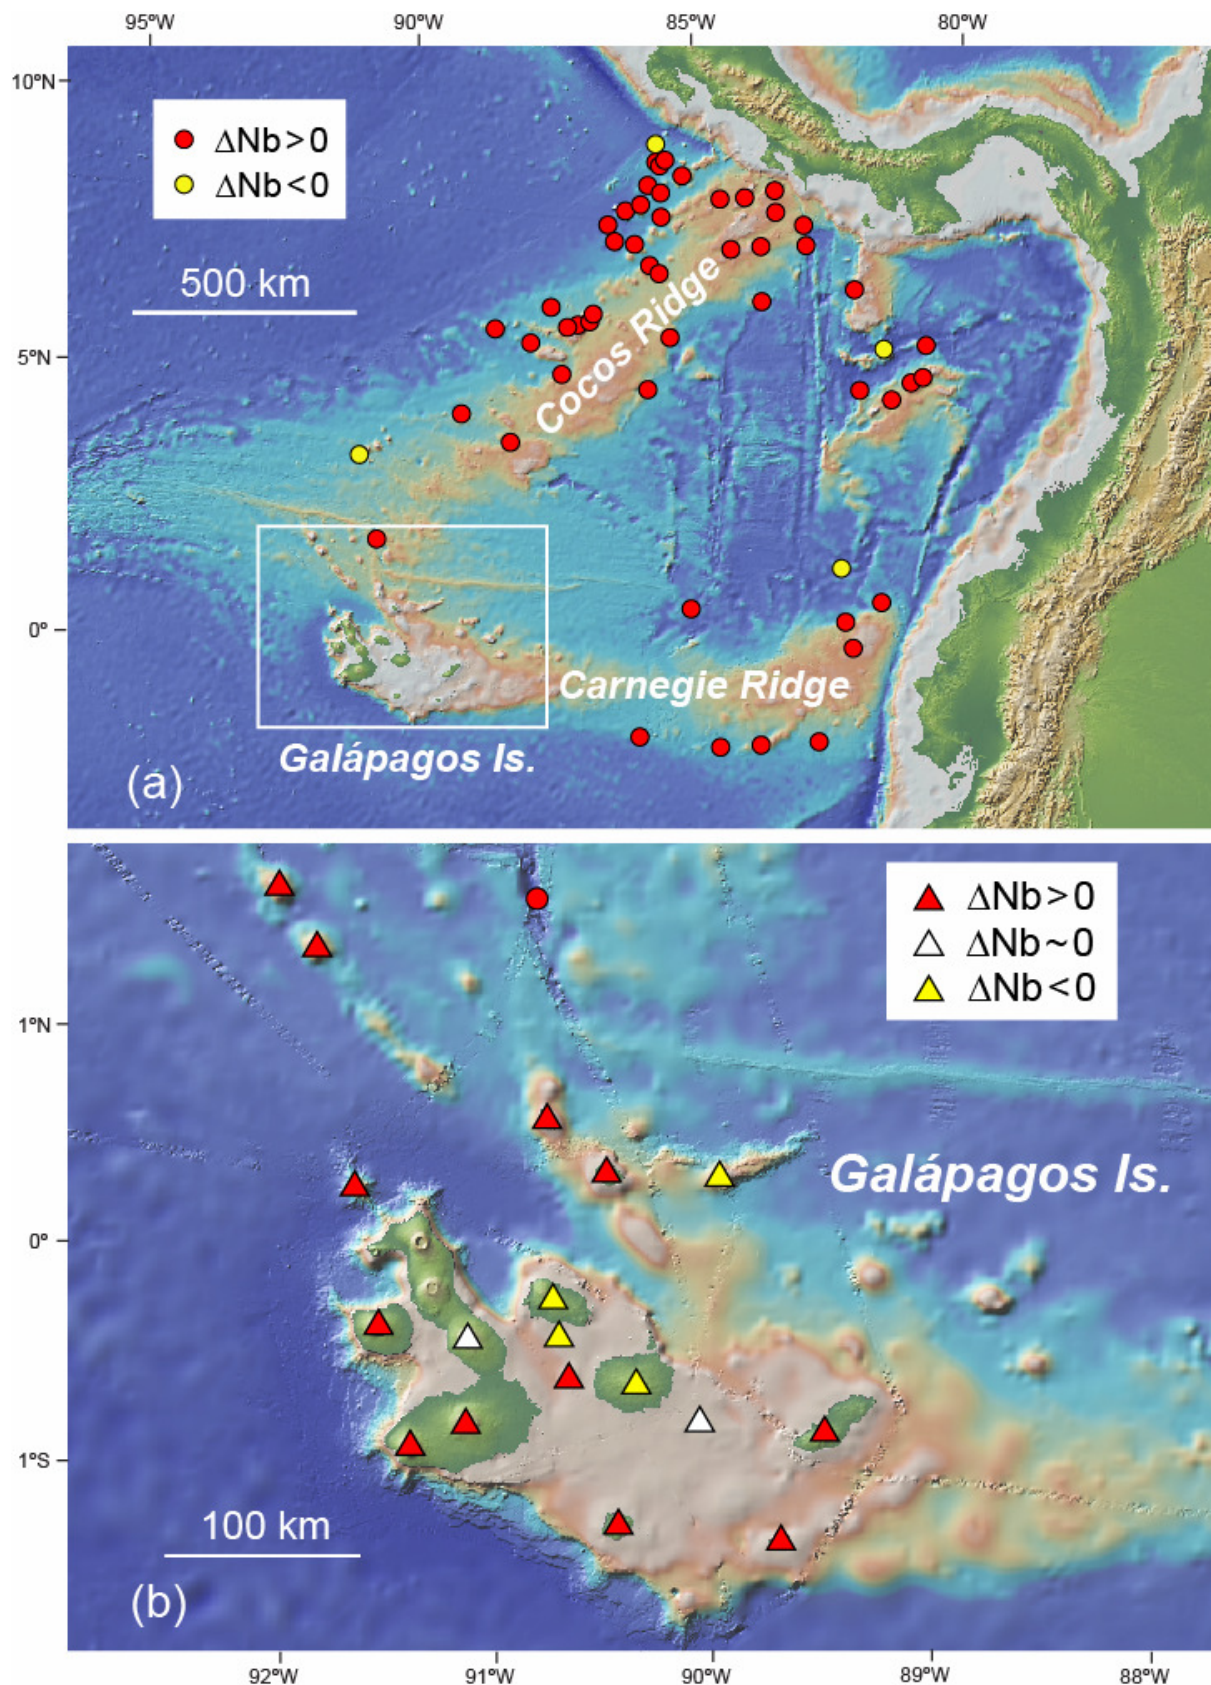 95°W 90°W 85°W 80°W
10°N
ΔNb>0
ΔNb<0
500 km
5°N
Cocos Ridge
0°
Carnegie Ridge
Galápagos Is.
(a)
ΔNb>0
ΔNb~0
ΔNb<0
1°N
Galápagos Is.
0°
1°S
100 km
(b)
92°W 91°W 90°W 89°W 88°W